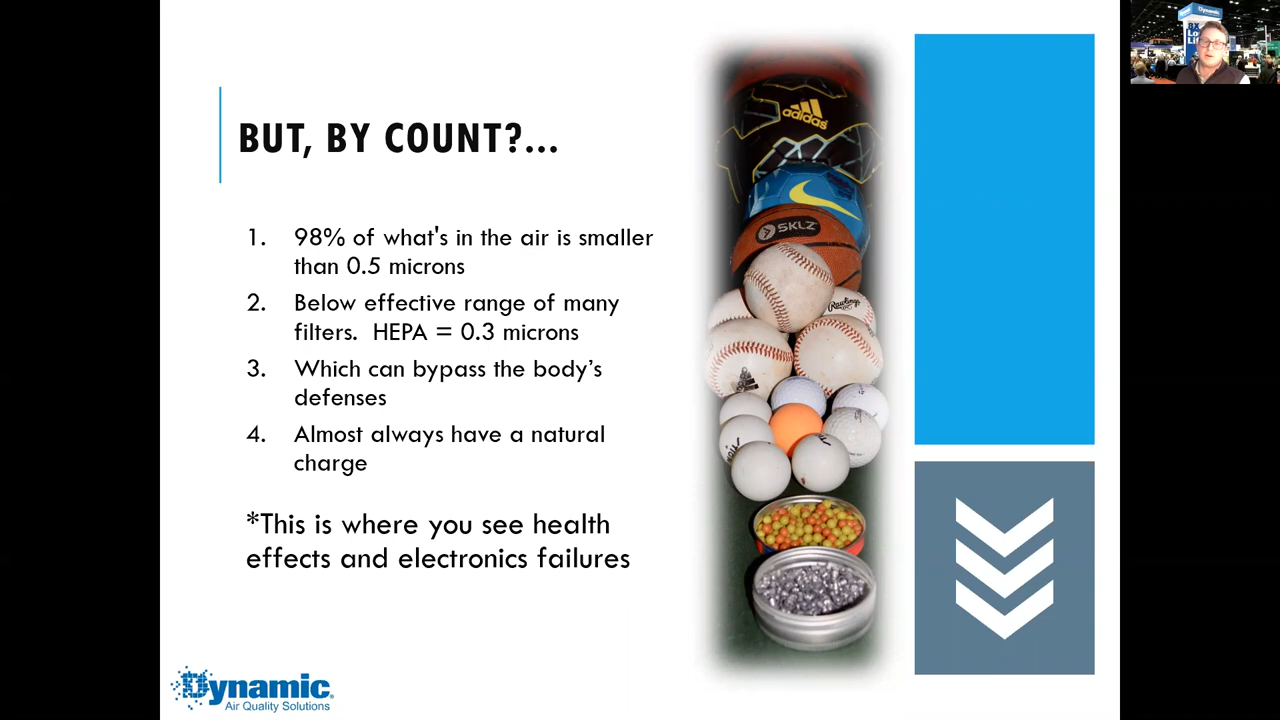 BUT, BY COUNT?...
1. 98% of what's in the air is smaller
than 0.5 microns
2. Below effective range of many
filters. HEPA = 0.3 microns
3. Which can bypass the body’s
defenses
4. Almost always have a natural
charge
*This is where you see health
effects and electronics failures
adidas
SKLZ
Rawlings
Dynamic
Air Quality Solutions
Dynamic